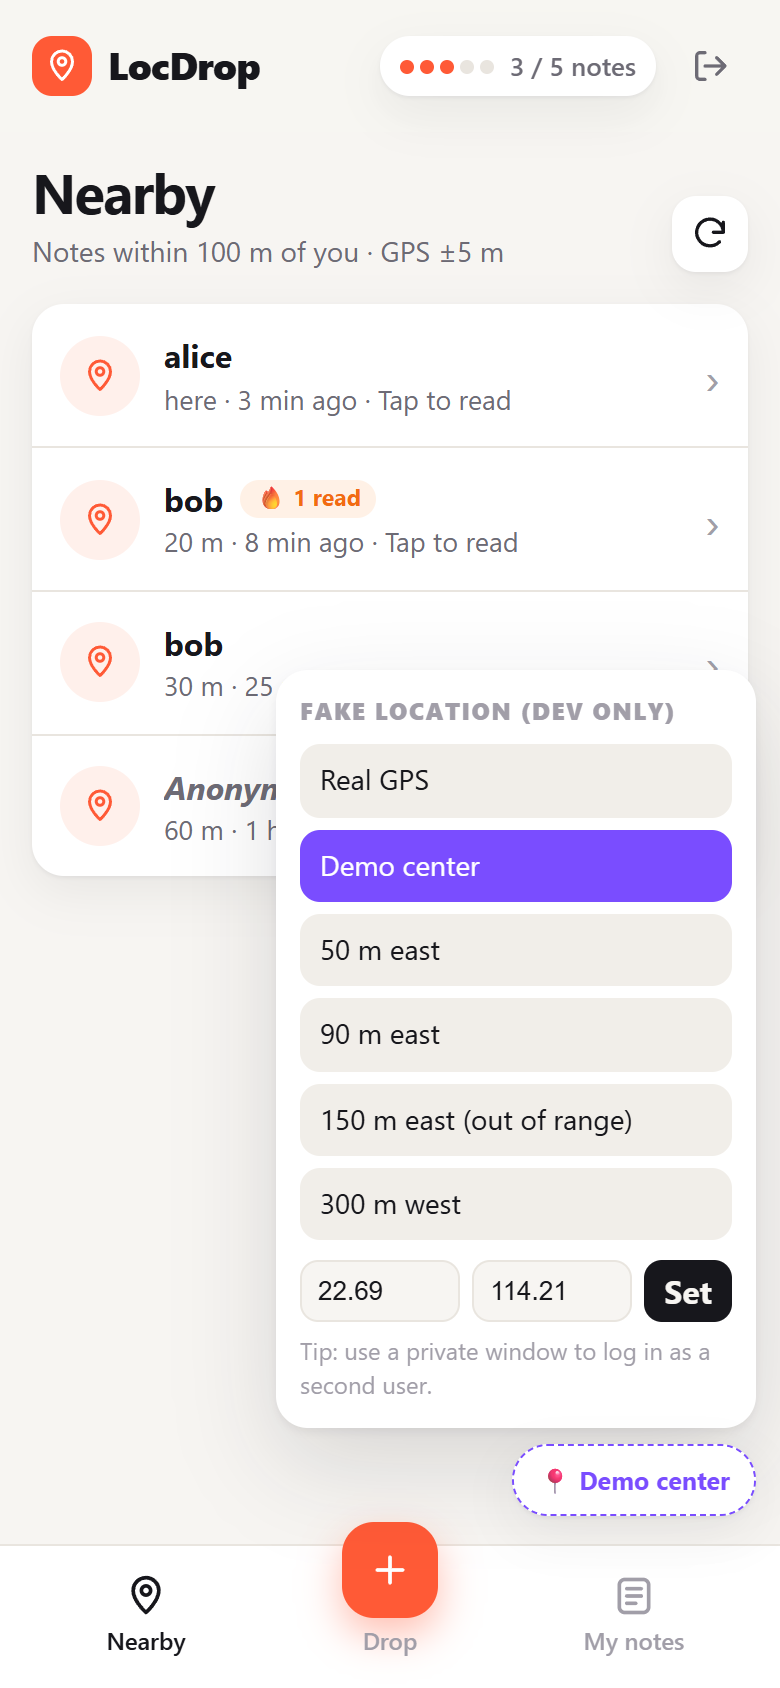 LocDrop
3 / 5 notes
Nearby
Notes within 100 m of you · GPS ±5 m
alice
here · 3 min ago · Tap to read
bob 🔥 1 read
20 m · 8 min ago · Tap to read
bob
30 m · 25
60 m · 1
FAKE LOCATION (DEV ONLY)
Real GPS
Demo center
50 m east
90 m east
150 m east (out of range)
300 m west
22.69 114.21 Set
Tip: use a private window to log in as a
second user.
📍 Demo center
Nearby
Drop
My notes